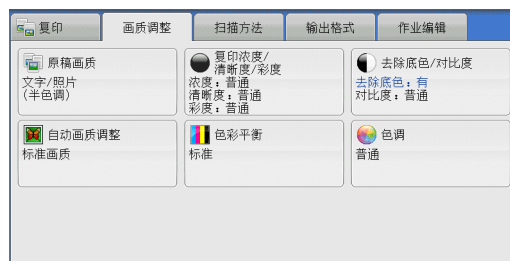 复印
画质调整
扫描方法
输出格式
作业编辑
原稿画质
文字/照片
(半色调)
复印浓度/
清晰度/彩度
浓度：普通
清晰度：普通
彩度：普通
去除底色/对比度
去除底色：有
对比度：普通
自动画质调整
标准画质
色彩平衡
标准
色调
普通